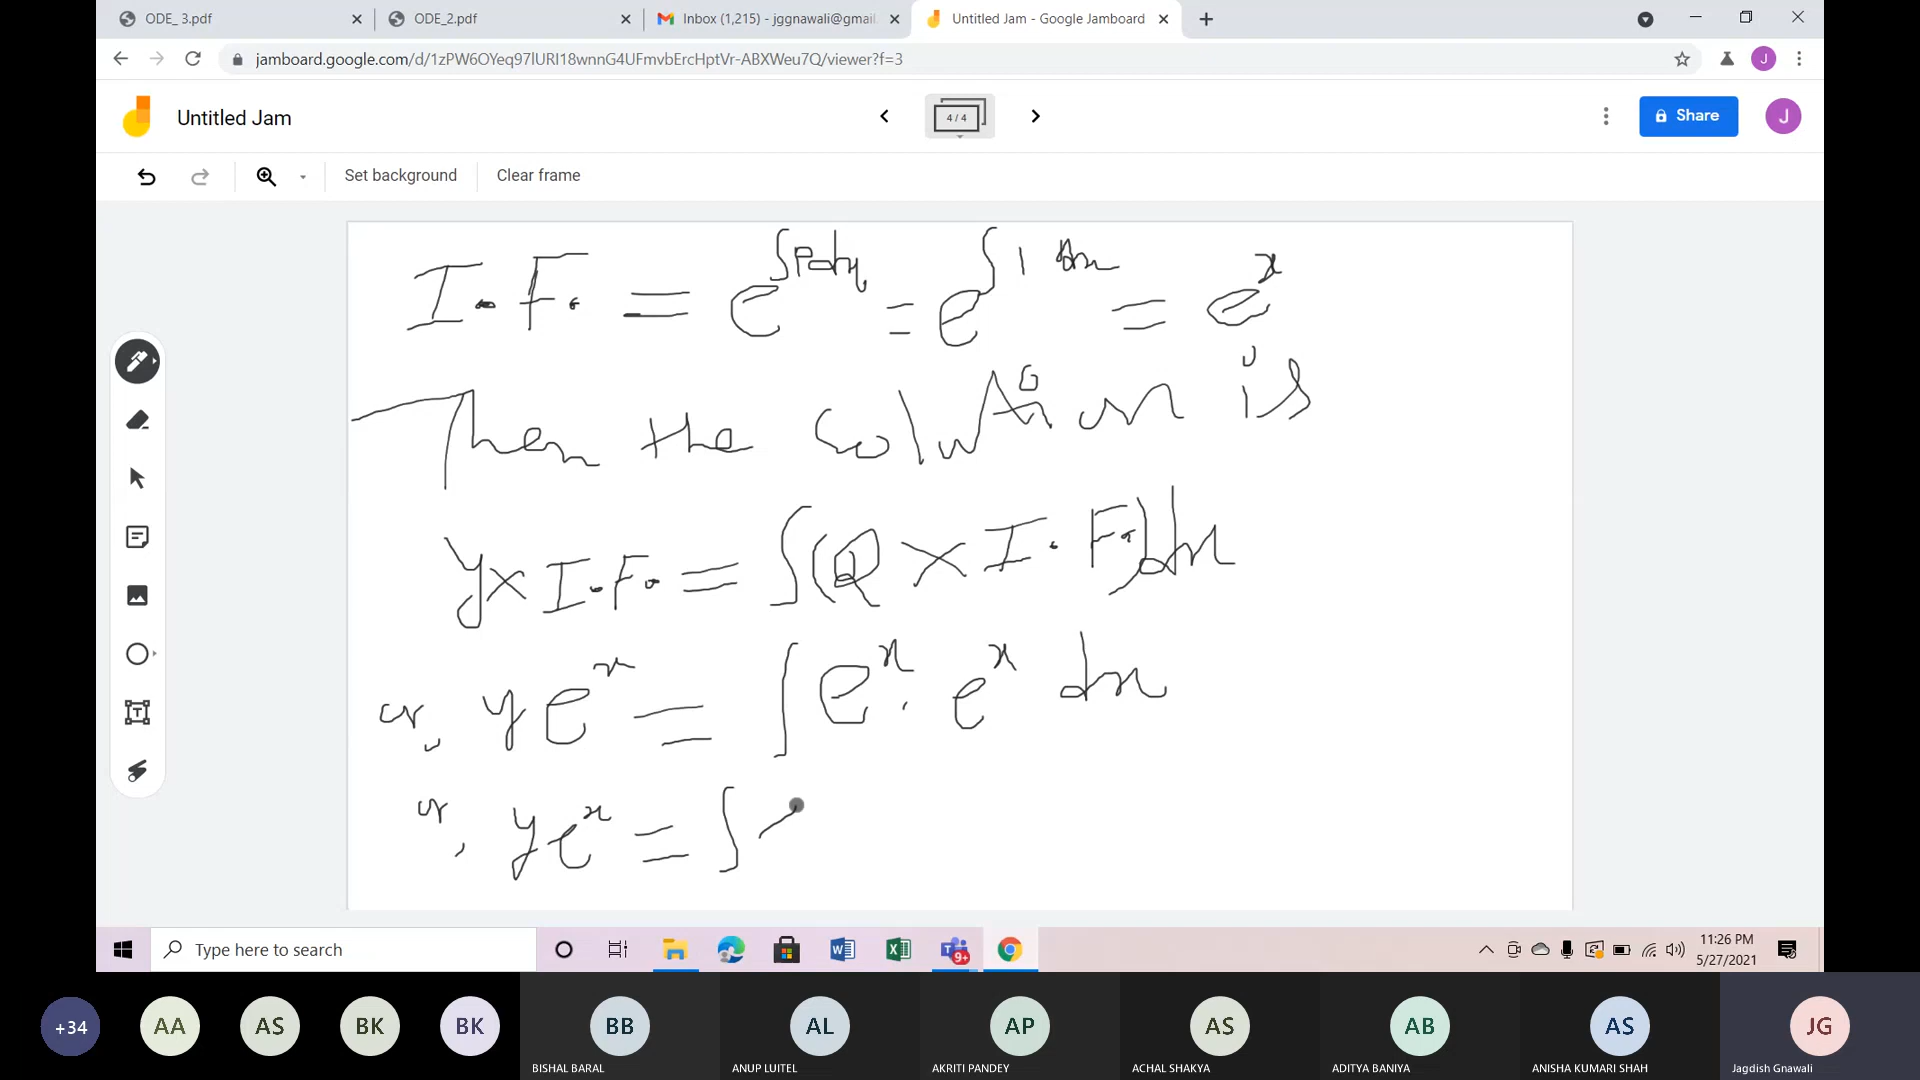 ODE_ 3.pdf
ODE_2.pdf
Inbox (1,215) - jggnawali@gmail.
Untitled Jam - Google Jamboard
jamboard.google.com/d/1zPW6OYeq97lURI18wnnG4UFmvbErcHptVr-ABXWeu7Q/viewer?f=3
J
Untitled Jam
4 / 4
Share
J
Set background
Clear frame
I.F. = e^∫Pdx = e^∫1 dx = e^x
Then the solution is
y×I.F. = ∫(Q × I.F.)dx
or, ye^x = ∫e^x . e^x dx
or, ye^x = ∫
Type here to search
9+
11:26 PM
5/27/2021
+34
AA
AS
BK
BK
BB
AL
AP
AS
AB
AS
JG
BISHAL BARAL
ANUP LUITEL
AKRITI PANDEY
ACHAL SHAKYA
ADITYA BANIYA
ANISHA KUMARI SHAH
Jagdish Gnawali